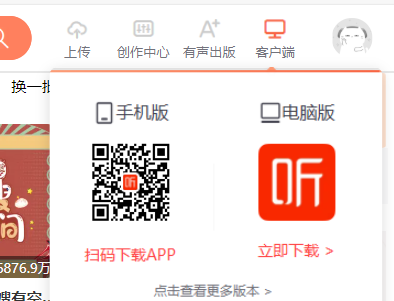 上传 创作中心 有声出版 客户端
换一批
手机版 电脑版
听 听
扫码下载APP 立即下载 >
间
5876.9万
点击查看更多版本 >